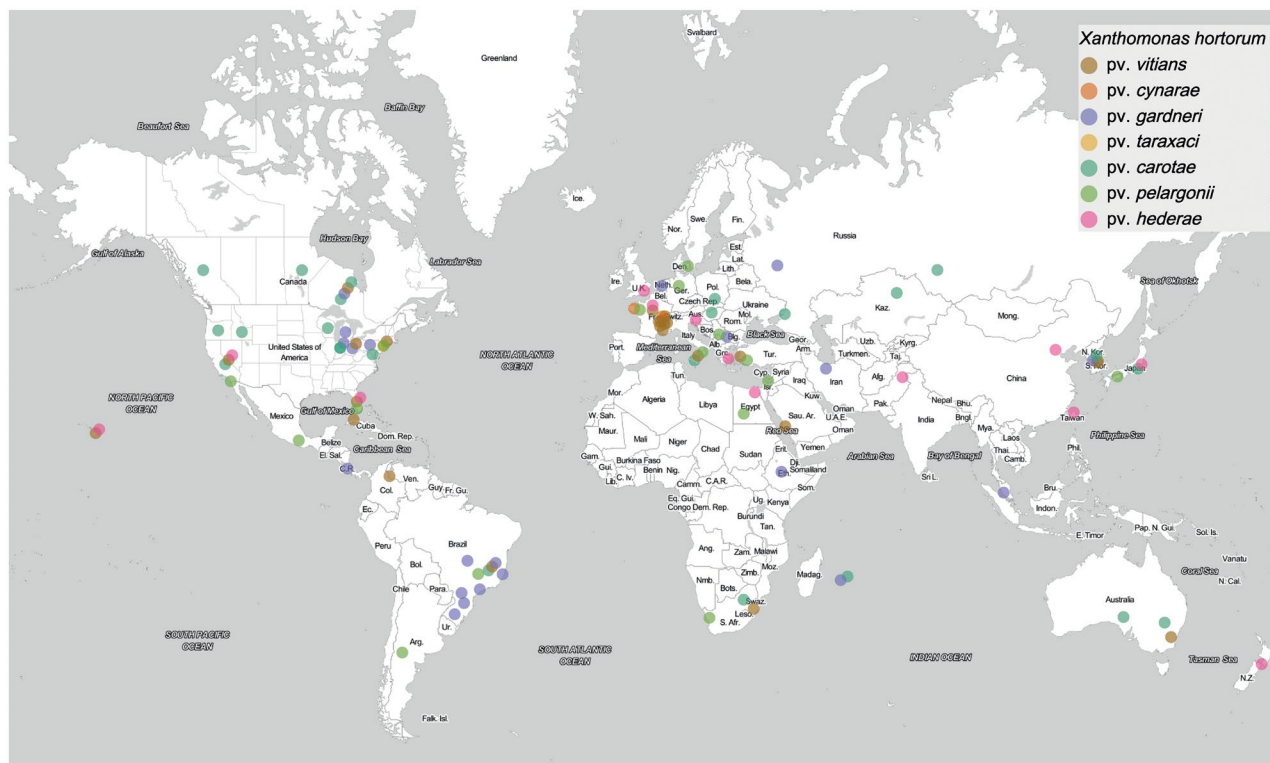 Svalbard
Greenland
Xanthomonas hortorum
pv. vitians
pv. cynarae
pv. gardneri
pv. taraxaci
pv. carotae
pv. pelargonii
pv. hederae
Baffin Bay
Beaufort Sea
Ice.
Swe.
Fin.
Nor.
Russia
Hudson Bay
Gulf of Alaska
Labrador Sea
Canada
Est.
Lat.
Lith.
Den.
Sea of Okhotsk
Ire.
U.K.
Neth.
Ger.
Pol.
Bela.
Bel.
Czech Rep.
Ukraine
Kaz.
Mong.
Aus.
Mol.
Rom.
Bos.
Italy
Blg.
Black Sea
Alb.
Port.
Mediterranean
Sea
Gre.
Tur.
Geor.
Arm.
Uzb.
Kyrg.
Turkmen.
Taj.
N. Kor.
S. Kor.
Japan
United States of
America
NORTH ATLANTIC
OCEAN
Tun.
Cyp.
Syria
Isr.
Iraq
Iran
Afg.
China
NORTH PACIFIC
OCEAN
Mor.
Algeria
Libya
Egypt
Kuw.
Pak.
Nepal
Bhu.
Mexico
Gulf of Mexico
Cuba
W. Sah.
Sau. Ar.
Oman
U.A.E.
Oman
India
Bngl.
Taiwan
Mya.
Laos
Belize
Dom. Rep.
Maur.
Mali
Niger
Chad
Sudan
Red Sea
Erit.
Yemen
Thai.
Camb.
Phil.
Philippine Sea
El. Sal.
Caribbean Sea
Gam.
Burkina Faso
Dji.
Arabian Sea
Bay of Bengal
Gui.
Benin
Nig.
Eth.
Somaliland
C.R.
Ven.
Guy.
Fr. Gu.
Lib.
C. Iv.
Camm.
C.A.R.
Som.
Sri L.
Col.
Eq. Gui.
Ug.
Kenya
Bru.
Ec.
Congo
Dem. Rep.
Burundi
Indon.
Tan.
Pap. N. Gui.
Sol. Is.
Peru
Brazil
E. Timor
Bol.
Ang.
Zam.
Malawi
Moz.
Zimb.
Madag.
Vanatu
Coral Sea
N. Cal.
Chile
Para.
Nmb.
Bots.
Swaz.
Leso.
S. Afr.
Australia
Ur.
Arg.
SOUTH PACIFIC
OCEAN
SOUTH ATLANTIC
OCEAN
INDIAN OCEAN
Tasman Sea
N.Z.
Falk. Isl.